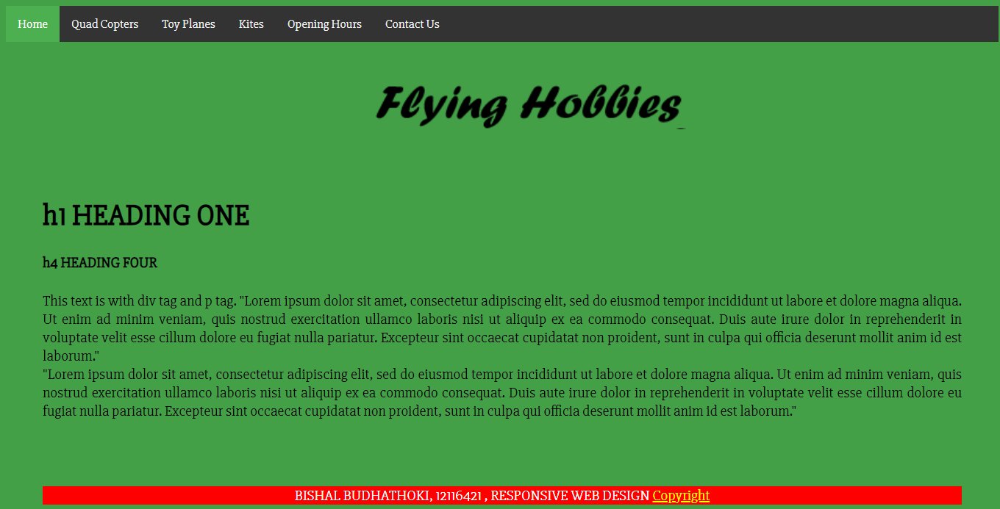 Home Quad Copters Toy Planes Kites Opening Hours Contact Us
Flying Hobbies
h1 HEADING ONE
h4 HEADING FOUR
This text is with div tag and p tag. "Lorem ipsum dolor sit amet, consectetur adipiscing elit, sed do eiusmod tempor incididunt ut labore et dolore magna aliqua.
Ut enim ad minim veniam, quis nostrud exercitation ullamco laboris nisi ut aliquip ex ea commodo consequat. Duis aute irure dolor in reprehenderit in
voluptate velit esse cillum dolore eu fugiat nulla pariatur. Excepteur sint occaecat cupidatat non proident, sunt in culpa qui officia deserunt mollit anim id est
laborum."
"Lorem ipsum dolor sit amet, consectetur adipiscing elit, sed do eiusmod tempor incididunt ut labore et dolore magna aliqua. Ut enim ad minim veniam, quis
nostrud exercitation ullamco laboris nisi ut aliquip ex ea commodo consequat. Duis aute irure dolor in reprehenderit in voluptate velit esse cillum dolore eu
fugiat nulla pariatur. Excepteur sint occaecat cupidatat non proident, sunt in culpa qui officia deserunt mollit anim id est laborum."
BISHAL BUDHATHOKI, 12116421 , RESPONSIVE WEB DESIGN Copyright